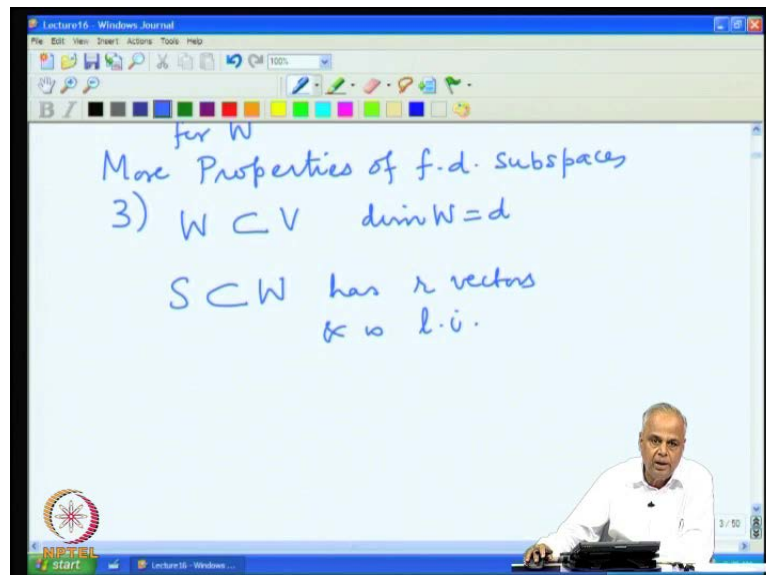 Lecture16 - Windows Journal
File Edit View Insert Actions Tools Help
100%
B I
for W
More Properties of f.d. subspaces
3) W ⊂ V dim W = d
S ⊂ W has r vectors
& is l.i.
3 / 50
NPTEL
start Lecture16 - Windows ...